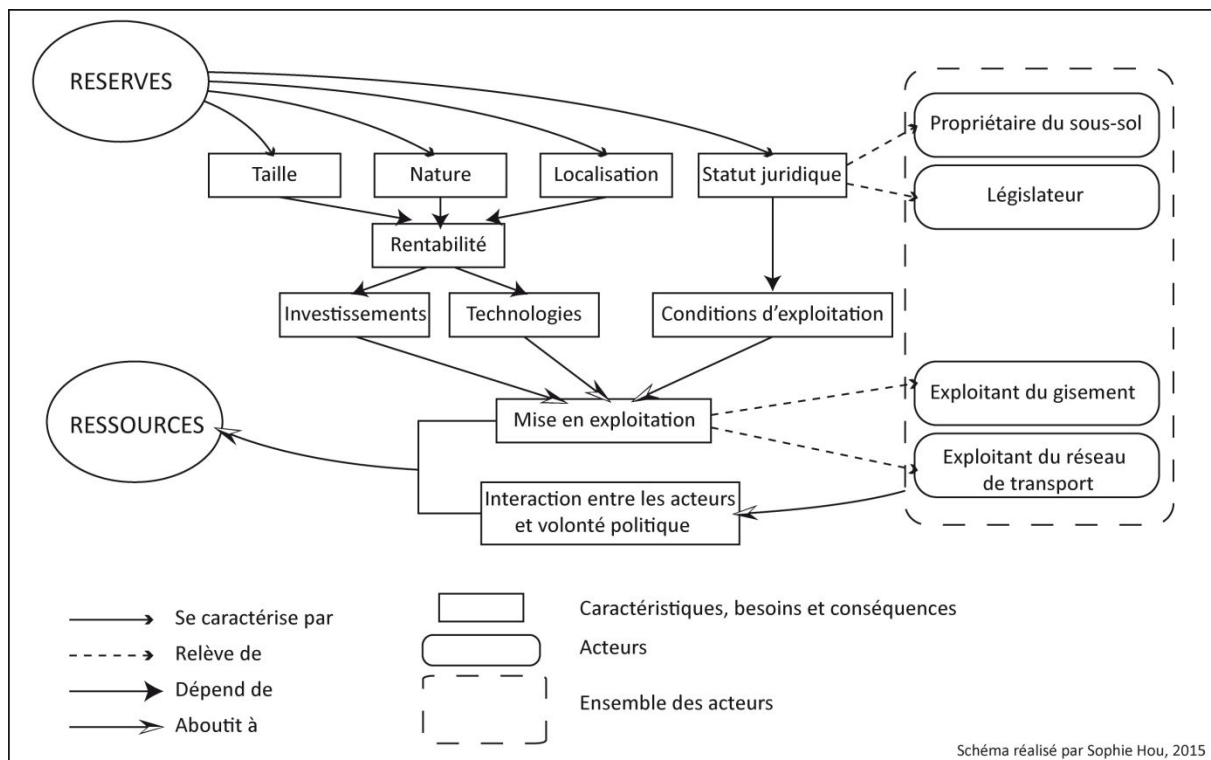 RESERVES
Propriétaire du sous-sol
Taille
Nature
Localisation
Statut juridique
Législateur
Rentabilité
Investissements
Technologies
Conditions d'exploitation
RESSOURCES
Mise en exploitation
Exploitant du gisement
Exploitant du réseau
de transport
Interaction entre les acteurs
et volonté politique
Se caractérise par
Relève de
Dépend de
Aboutit à
Caractéristiques, besoins et conséquences
Acteurs
Ensemble des acteurs
Schéma réalisé par Sophie Hou, 2015